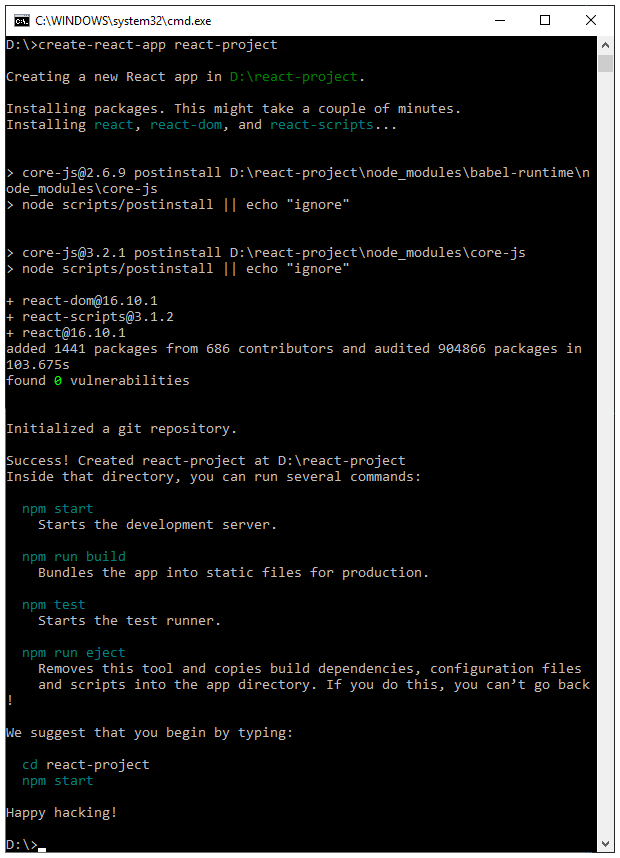 C:\WINDOWS\system32\cmd.exe
D:\>create-react-app react-project
Creating a new React app in D:\react-project.
Installing packages. This might take a couple of minutes.
Installing react, react-dom, and react-scripts...
> core-js@2.6.9 postinstall D:\react-project\node_modules\babel-runtime\n
ode_modules\core-js
> node scripts/postinstall || echo "ignore"
> core-js@3.2.1 postinstall D:\react-project\node_modules\core-js
> node scripts/postinstall || echo "ignore"
+ react-dom@16.10.1
+ react-scripts@3.1.2
+ react@16.10.1
added 1441 packages from 686 contributors and audited 904866 packages in
103.675s
found 0 vulnerabilities
Initialized a git repository.
Success! Created react-project at D:\react-project
Inside that directory, you can run several commands:
npm start
Starts the development server.
npm run build
Bundles the app into static files for production.
npm test
Starts the test runner.
npm run eject
Removes this tool and copies build dependencies, configuration files
and scripts into the app directory. If you do this, you can’t go back
!
We suggest that you begin by typing:
cd react-project
npm start
Happy hacking!
D:\>